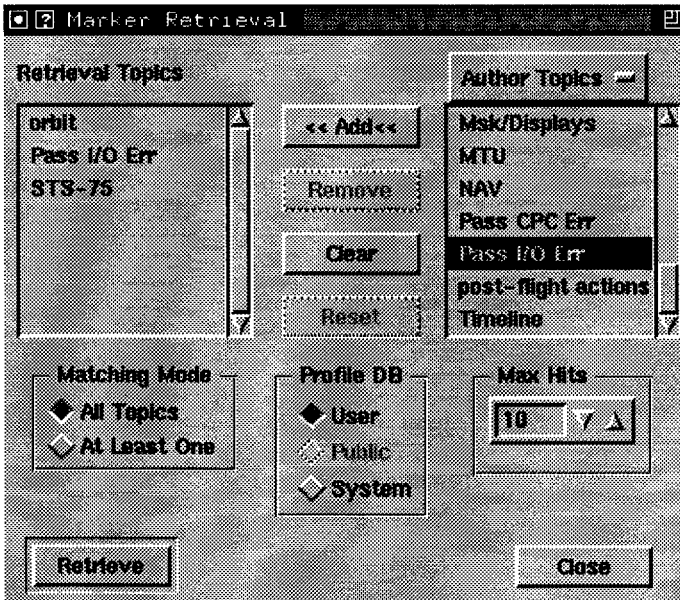 Marker Retrieval
Retrieval Topics
Author Topics
orbit
Pass I/O Err
STS-75
<< Add<<
Remove
Clear
Reset
Msk/Displays
MTU
NAV
Pass CPC Err
Pass I/O Err
post-flight actions
Timeline
Matching Mode
All Topics
At Least One
Profile DB
User
Public
System
Max Hits
10
Retrieve
Close